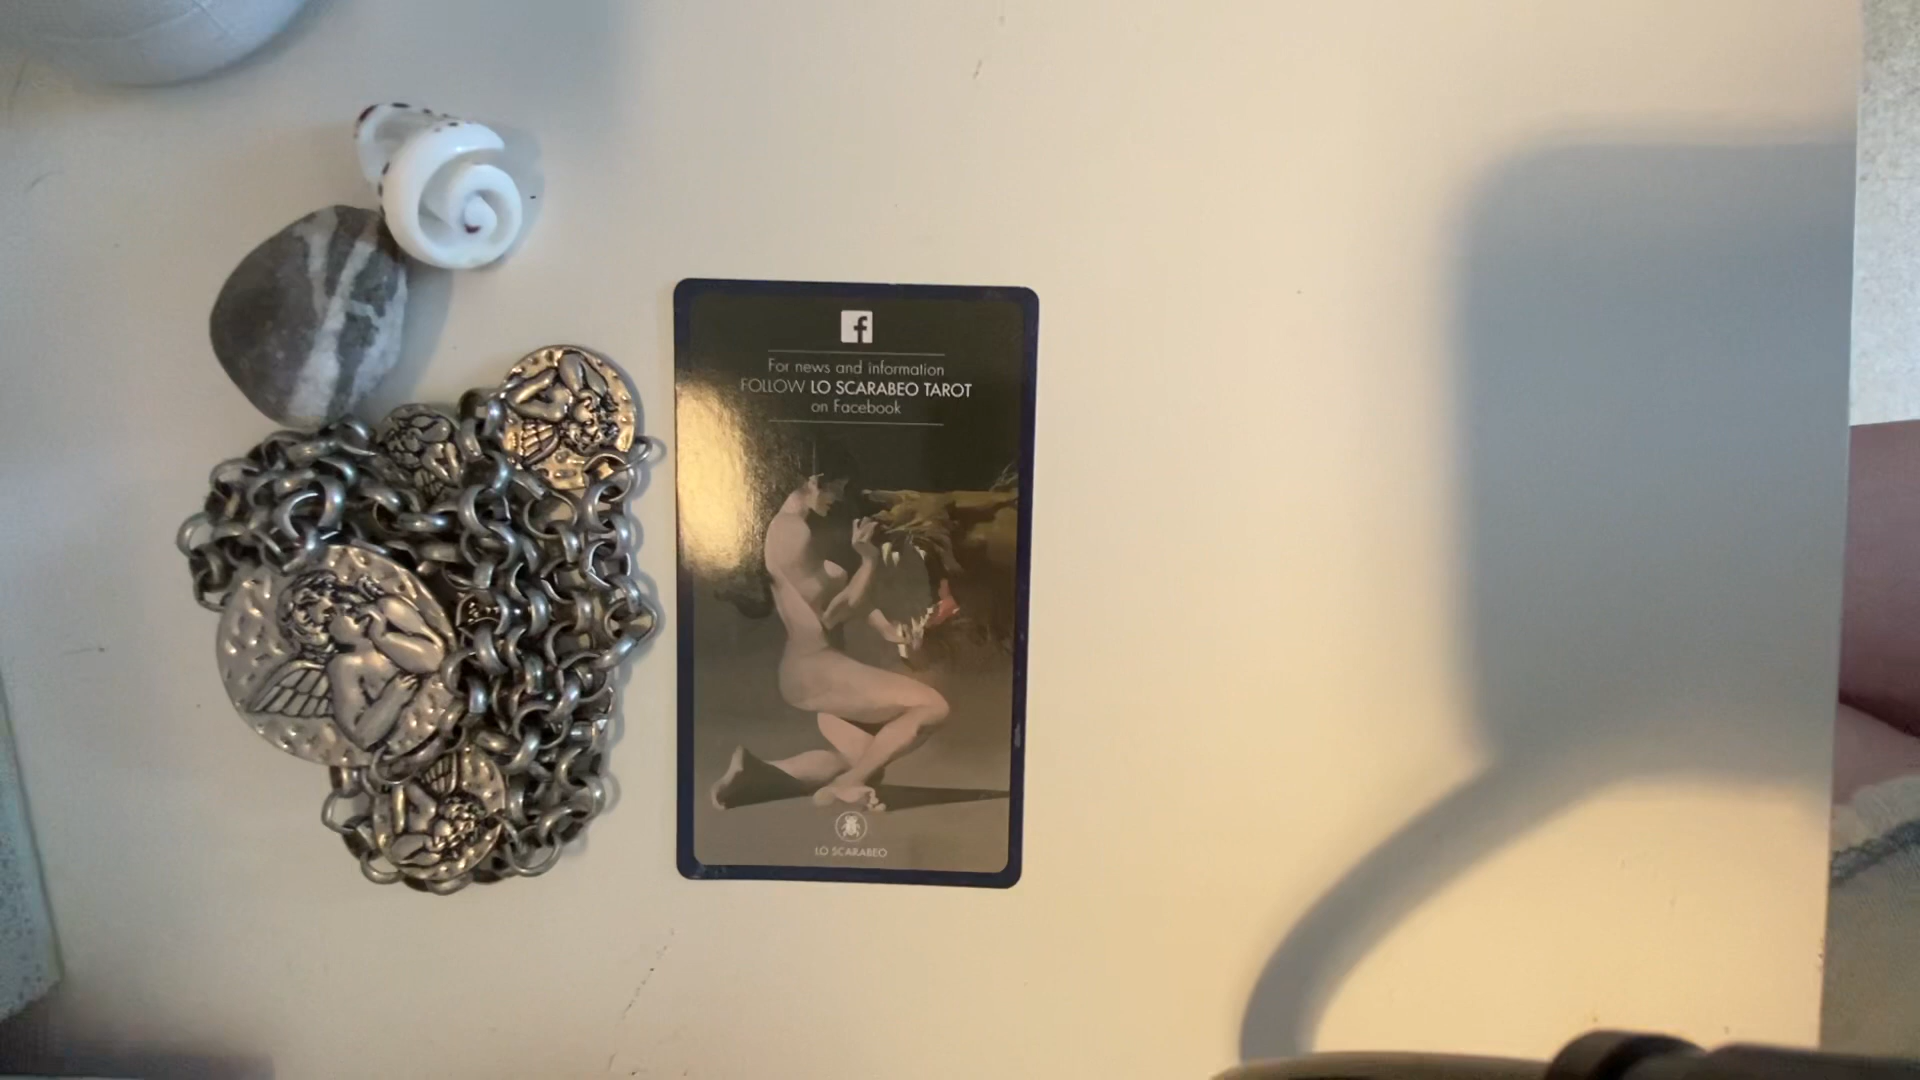 For news and information
FOLLOW LO SCARABEO TAROT
on Facebook
LO SCARABEO